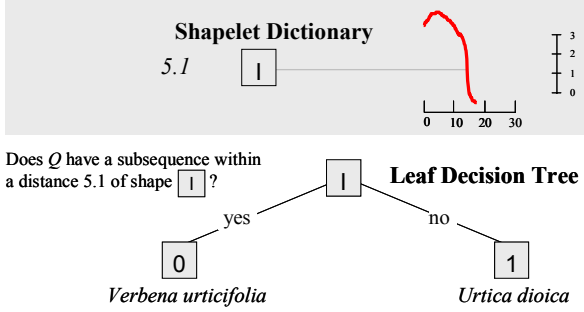 Shapelet Dictionary
5.1
I
3
2
1
0
0 10 20 30
Does Q have a subsequence within
a distance 5.1 of shape I ?
I
Leaf Decision Tree
yes
no
0
1
Verbena urticifolia
Urtica dioica